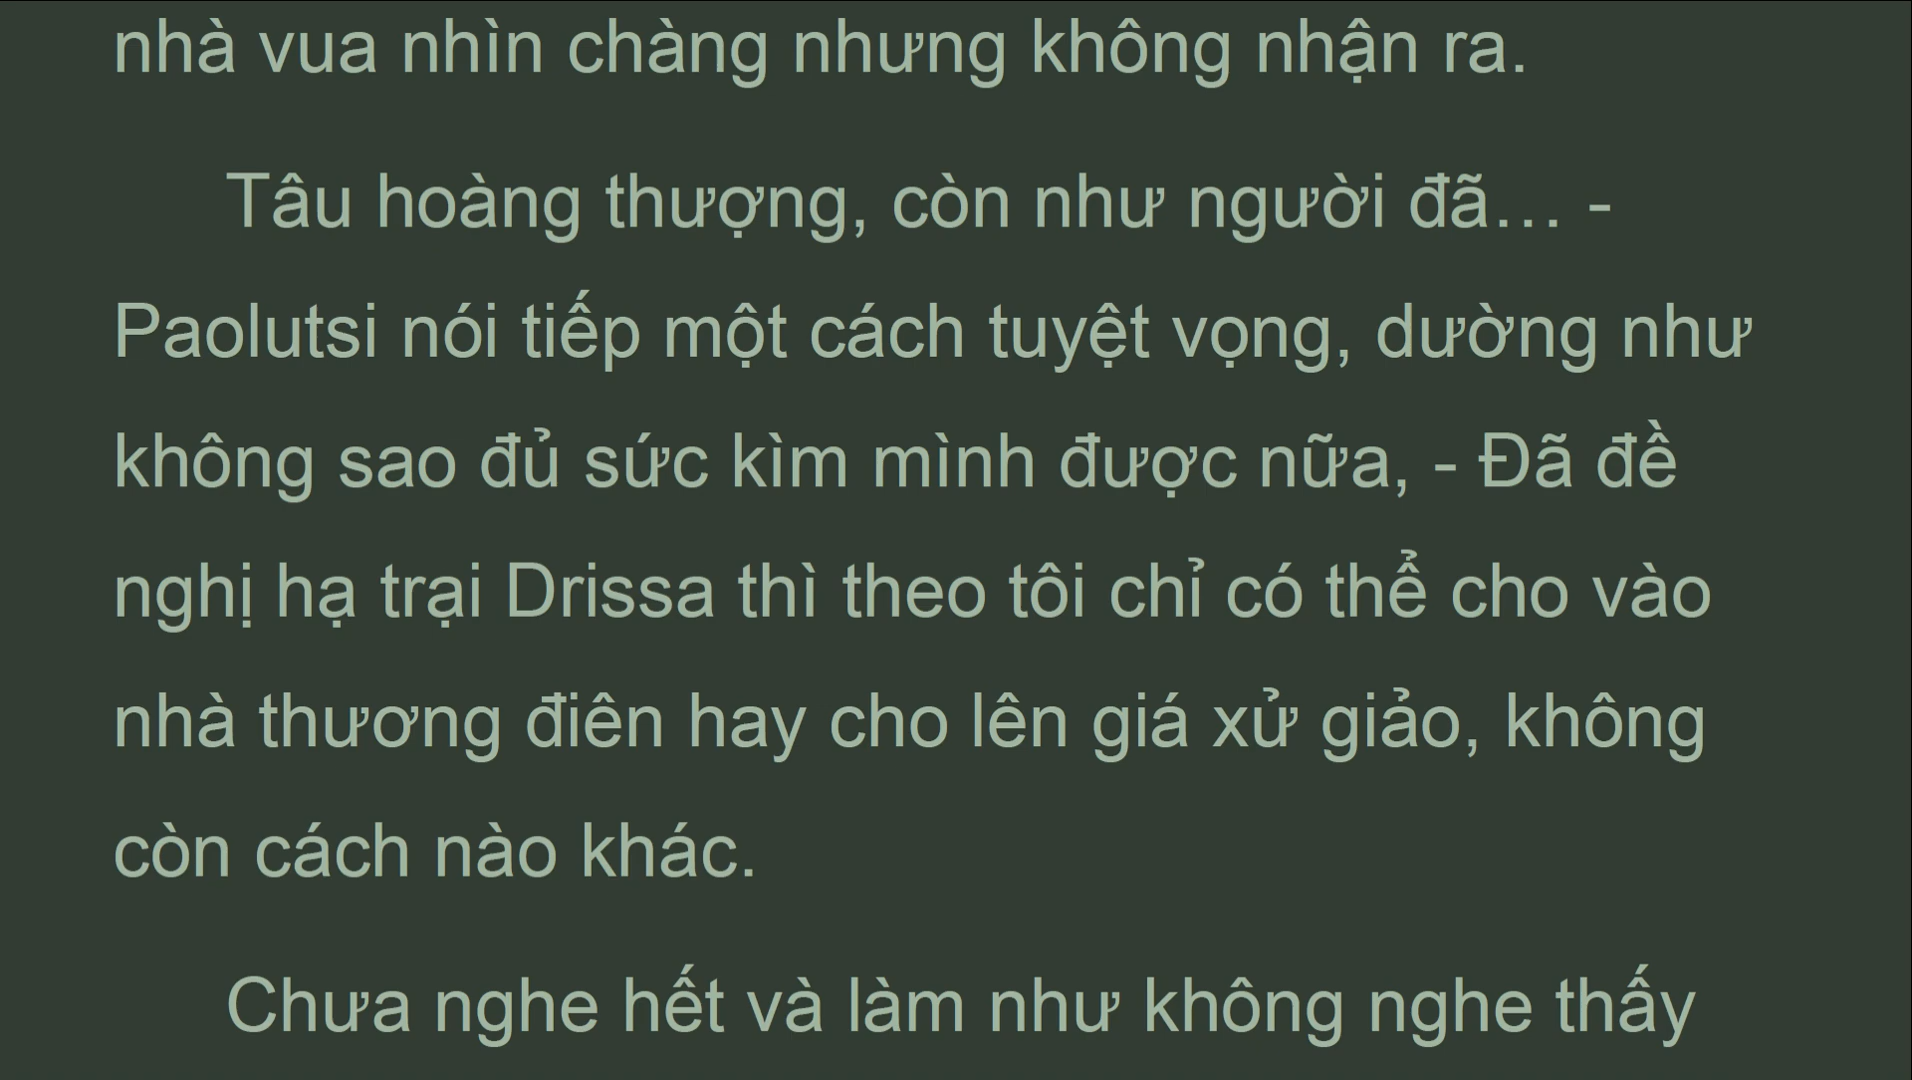 nhà vua nhìn chàng nhưng không nhận ra.
Tâu hoàng thượng, còn như người đã… -
Paolutsi nói tiếp một cách tuyệt vọng, dường như
không sao đủ sức kìm mình được nữa, - Đã đề
nghị hạ trại Drissa thì theo tôi chỉ có thể cho vào
nhà thương điên hay cho lên giá xử giảo, không
còn cách nào khác.
Chưa nghe hết và làm như không nghe thấy